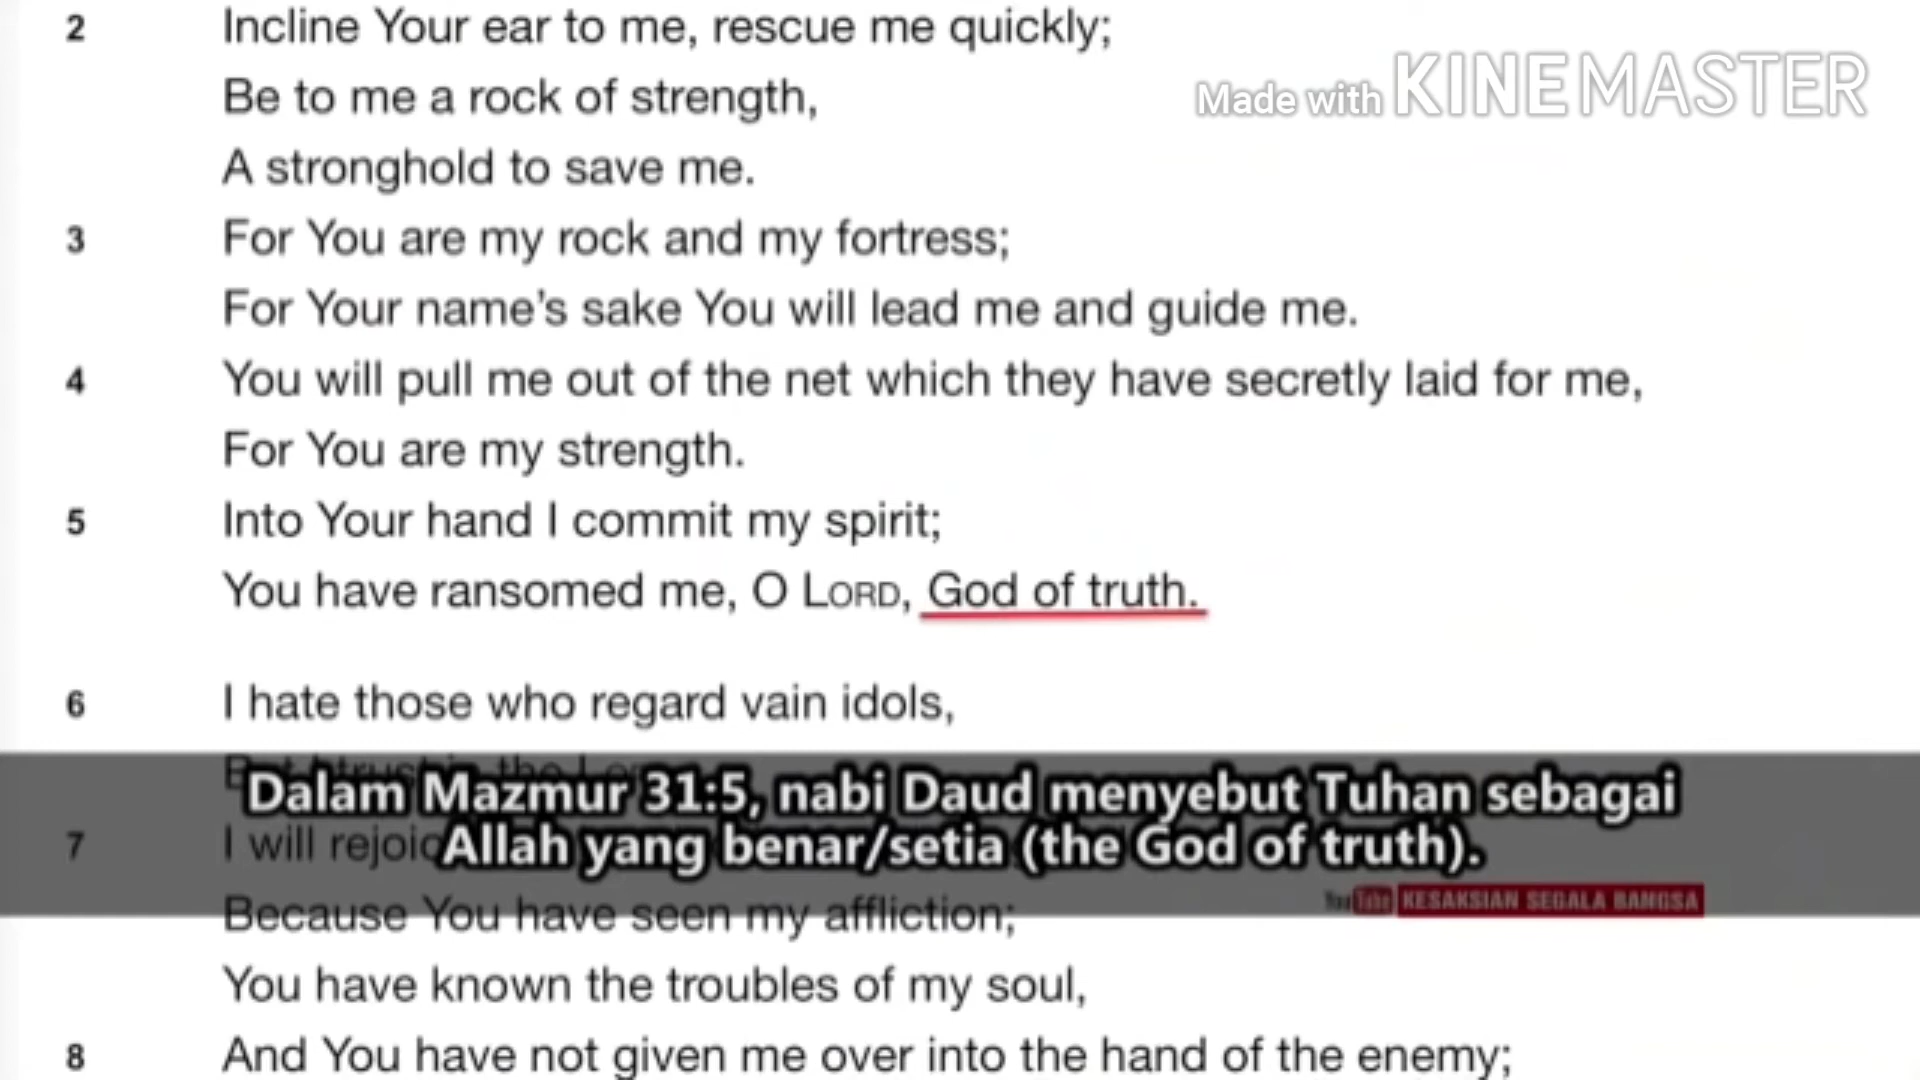 2 Incline Your ear to me, rescue me quickly;
Made with KINEMASTER
Be to me a rock of strength,
A stronghold to save me.
3 For You are my rock and my fortress;
For Your name's sake You will lead me and guide me.
4 You will pull me out of the net which they have secretly laid for me,
For You are my strength.
5 Into Your hand I commit my spirit;
You have ransomed me, O LORD, God of truth.
6 I hate those who regard vain idols,
Dalam Mazmur 31:5, nabi Daud menyebut Tuhan sebagai
7 I will
Allah yang benar/setia (the God of truth).
YouTube KESAKSIAN SEGALA BANGSA
Because You have seen my affliction;
You have known the troubles of my soul,
8 And You have not given me over into the hand of the enemy;